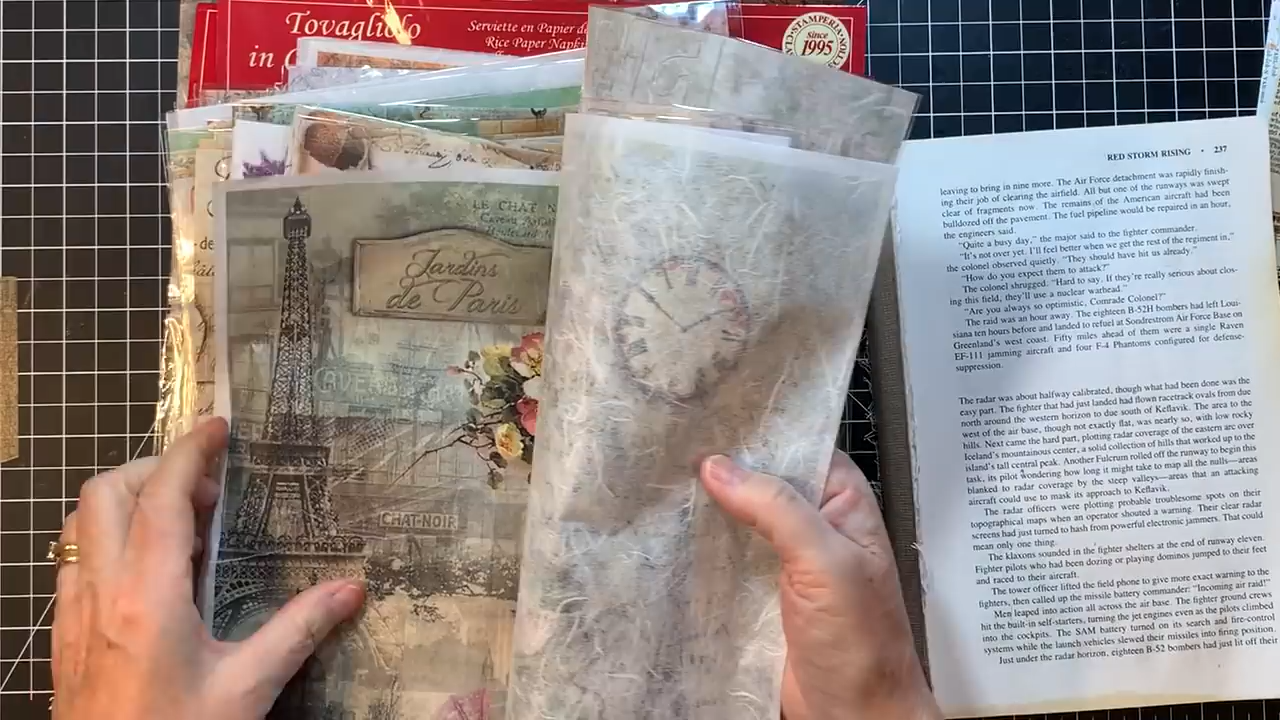 Tovagliolo
in C
Serviette en Papier de
Rice Paper Napki
STAMPERIA
since
1995
LE CHAT N
Jardins
de Paris
CHAT-NOIR
RED STORM RISING • 237
leaving to bring in nine more. The Air Force detachment was rapidly finish-
ing their job of clearing the airfield. All but one of the runways was swept
clear of fragments now. The remains of the American aircraft had been
bulldozed off the pavement. The fuel pipeline would be repaired in an hour,
the engineers said.
"Quite a busy day," the major said to the fighter commander.
"It's not over yet. I'll feel better when we get the rest of the regiment in,"
the colonel observed quietly. "They should have hit us already."
"How do you expect them to attack?"
The colonel shrugged. "Hard to say. If they're really serious about clos-
ing this field, they'll use a nuclear warhead."
"Are you always so optimistic, Comrade Colonel?"
The raid was an hour away. The eighteen B-52H bombers had left Loui-
siana ten hours before and landed to refuel at Sondrestrom Air Force Base on
Greenland's west coast. Fifty miles ahead of them were a single Raven
EF-111 jamming aircraft and four F-4 Phantoms configured for defense-
suppression.
The radar was about halfway calibrated, though what had been done was the
easy part. The fighter that had just landed had flown racetrack ovals from due
north around the western horizon to due south of Keflavik. The area to the
west of the air base, though not exactly flat, was nearly so, with low rocky
hills. Next came the hard part, plotting radar coverage of the eastern arc over
Iceland's mountainous center, a solid collection of hills that worked up to the
island's tall central peak. Another Fulcrum rolled off the runway to begin this
task, its pilot wondering how long it might take to map all the nulls—areas
blanked to radar coverage by the steep valleys—areas that an attacking
aircraft could use to mask its approach to Keflavik.
The radar officers were plotting probable troublesome spots on their
topographical maps when an operator shouted a warning. Their clear radar
screens had just turned to hash from powerful electronic jammers. That could
mean only one thing.
The klaxons sounded in the fighter shelters at the end of runway eleven.
Fighter pilots who had been dozing or playing dominos jumped to their feet
and raced to their aircraft.
The tower officer lifted the field phone to give more exact warning to the
fighters, then called up the missile battery commander: "Incoming air raid!"
Men leaped into action all across the air base. The fighter ground crews
hit the built-in self-starters, turning the jet engines even as the pilots climbed
into the cockpits. The SAM battery turned on its search and fire-control
systems while the launch vehicles slewed their missiles into firing position.
Just under the radar horizon, eighteen B-52 bombers had just lit off their